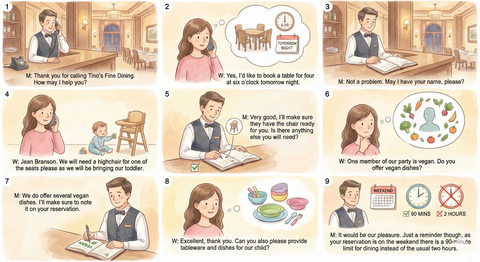 1
M: Thank you for calling Tino's Fine Dining.
How may I help you?
2
TOMORROW
NIGHT
W: Yes, I'd like to book a table for four
at six o'clock tomorrow night.
3
M: Not a problem. May I have your name, please?
4
W: Jean Branson. We will need a highchair for one
of the seats please as we will be bringing our toddler.
5
M: Very good, I'll make sure
they have the chair ready
for you. Is there anything
else you will need?
6
W: One member of our party is vegan. Do you
offer vegan dishes?
7
M: We do offer several vegan
dishes. I'll make sure to note
it on your reservation.
8
W: Excellent, thank you. Can you also please provide
tableware and dishes for our child?
9
WEEKEND
90 MINS
2 HOURS
M: It would be our pleasure. Just a reminder though, as
your reservation is on the weekend there is a 90-minute
limit for dining instead of the usual two hours.